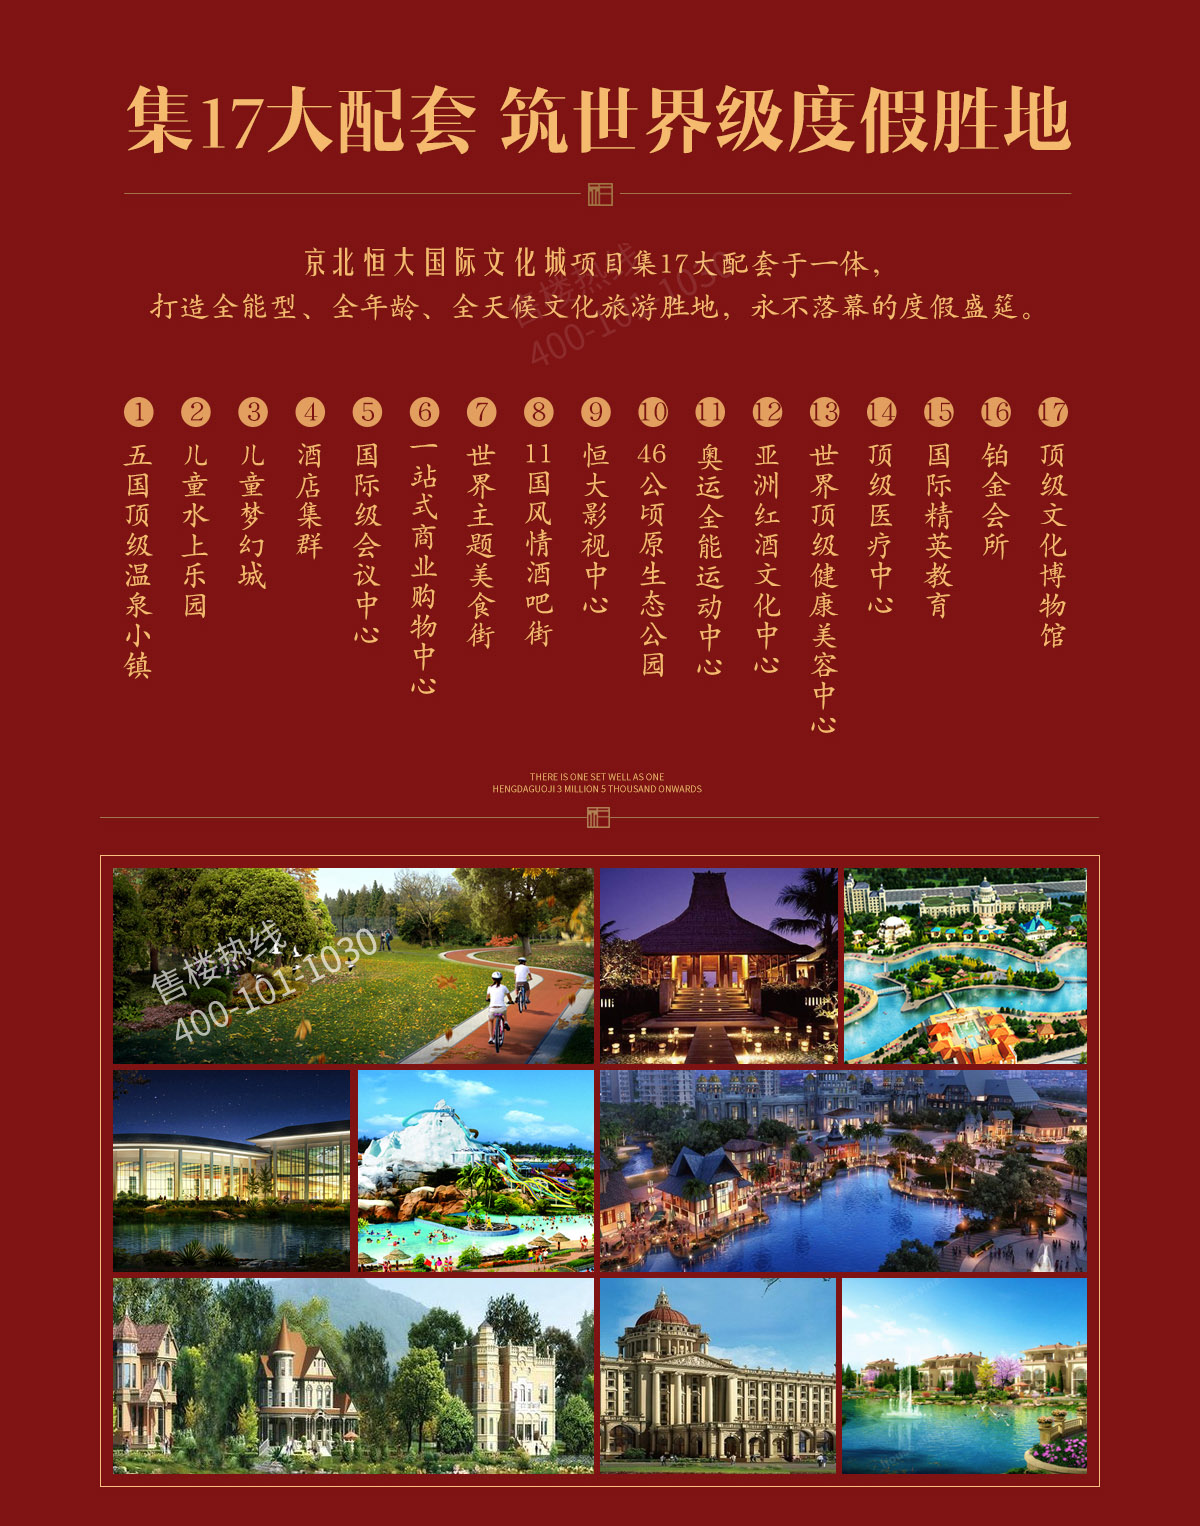 集17大配套 筑世界级度假胜地
京北恒大国际文化城项目集17大配套于一体，
打造全能型、全年龄、全天候文化旅游胜地，永不落幕的度假盛筵。
售楼热线
400-101-1030
1 五国顶级温泉小镇
2 儿童水上乐园
3 儿童梦幻城
4 酒店集群
5 国际级会议中心
6 一站式商业购物中心
7 世界主题美食街
8 11国风情酒吧街
9 恒大影视中心
10 46公顷原生态公园
11 奥运全能运动中心
12 亚洲红酒文化中心
13 世界顶级健康美容中心
14 顶级医疗中心
15 国际精英教育
16 铂金会所
17 顶级文化博物馆
THERE IS ONE SET WELL AS ONE
HENGDAGUOJI 3 MILLION 5 THOUSAND ONWARDS
售楼热线
400-101-1030